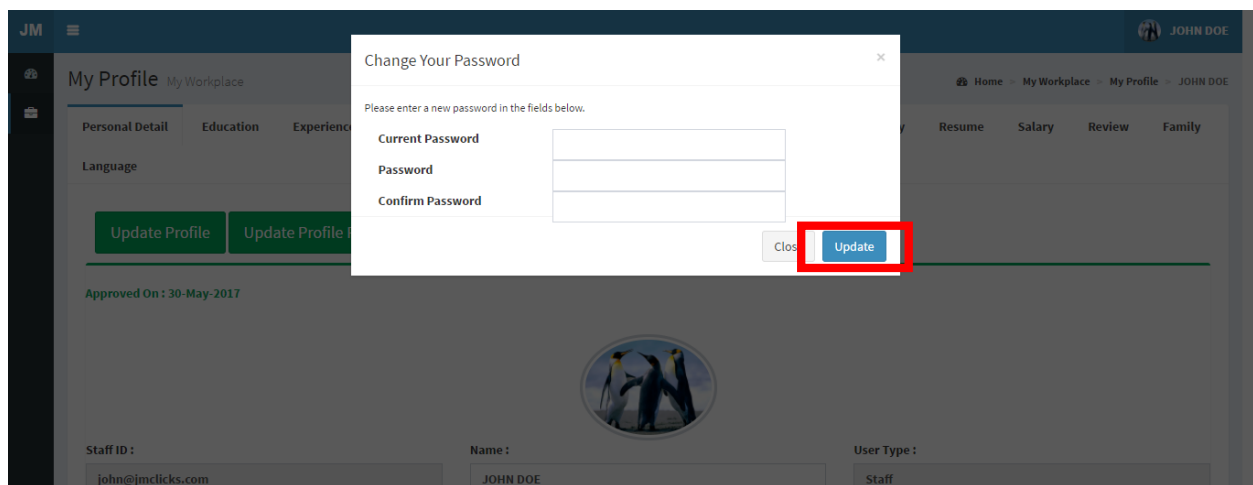 JM
JOHN DOE
Change Your Password
×
My Profile My Workplace
Home > My Workplace > My Profile > JOHN DOE
Please enter a new password in the fields below.
Personal Detail Education Experience Resume Salary Review Family
Language
Current Password
Password
Confirm Password
Update Profile Update Profile
Clos Update
Approved On : 30-May-2017
Staff ID : Name : User Type :
john@jmclicks.com JOHN DOE Staff